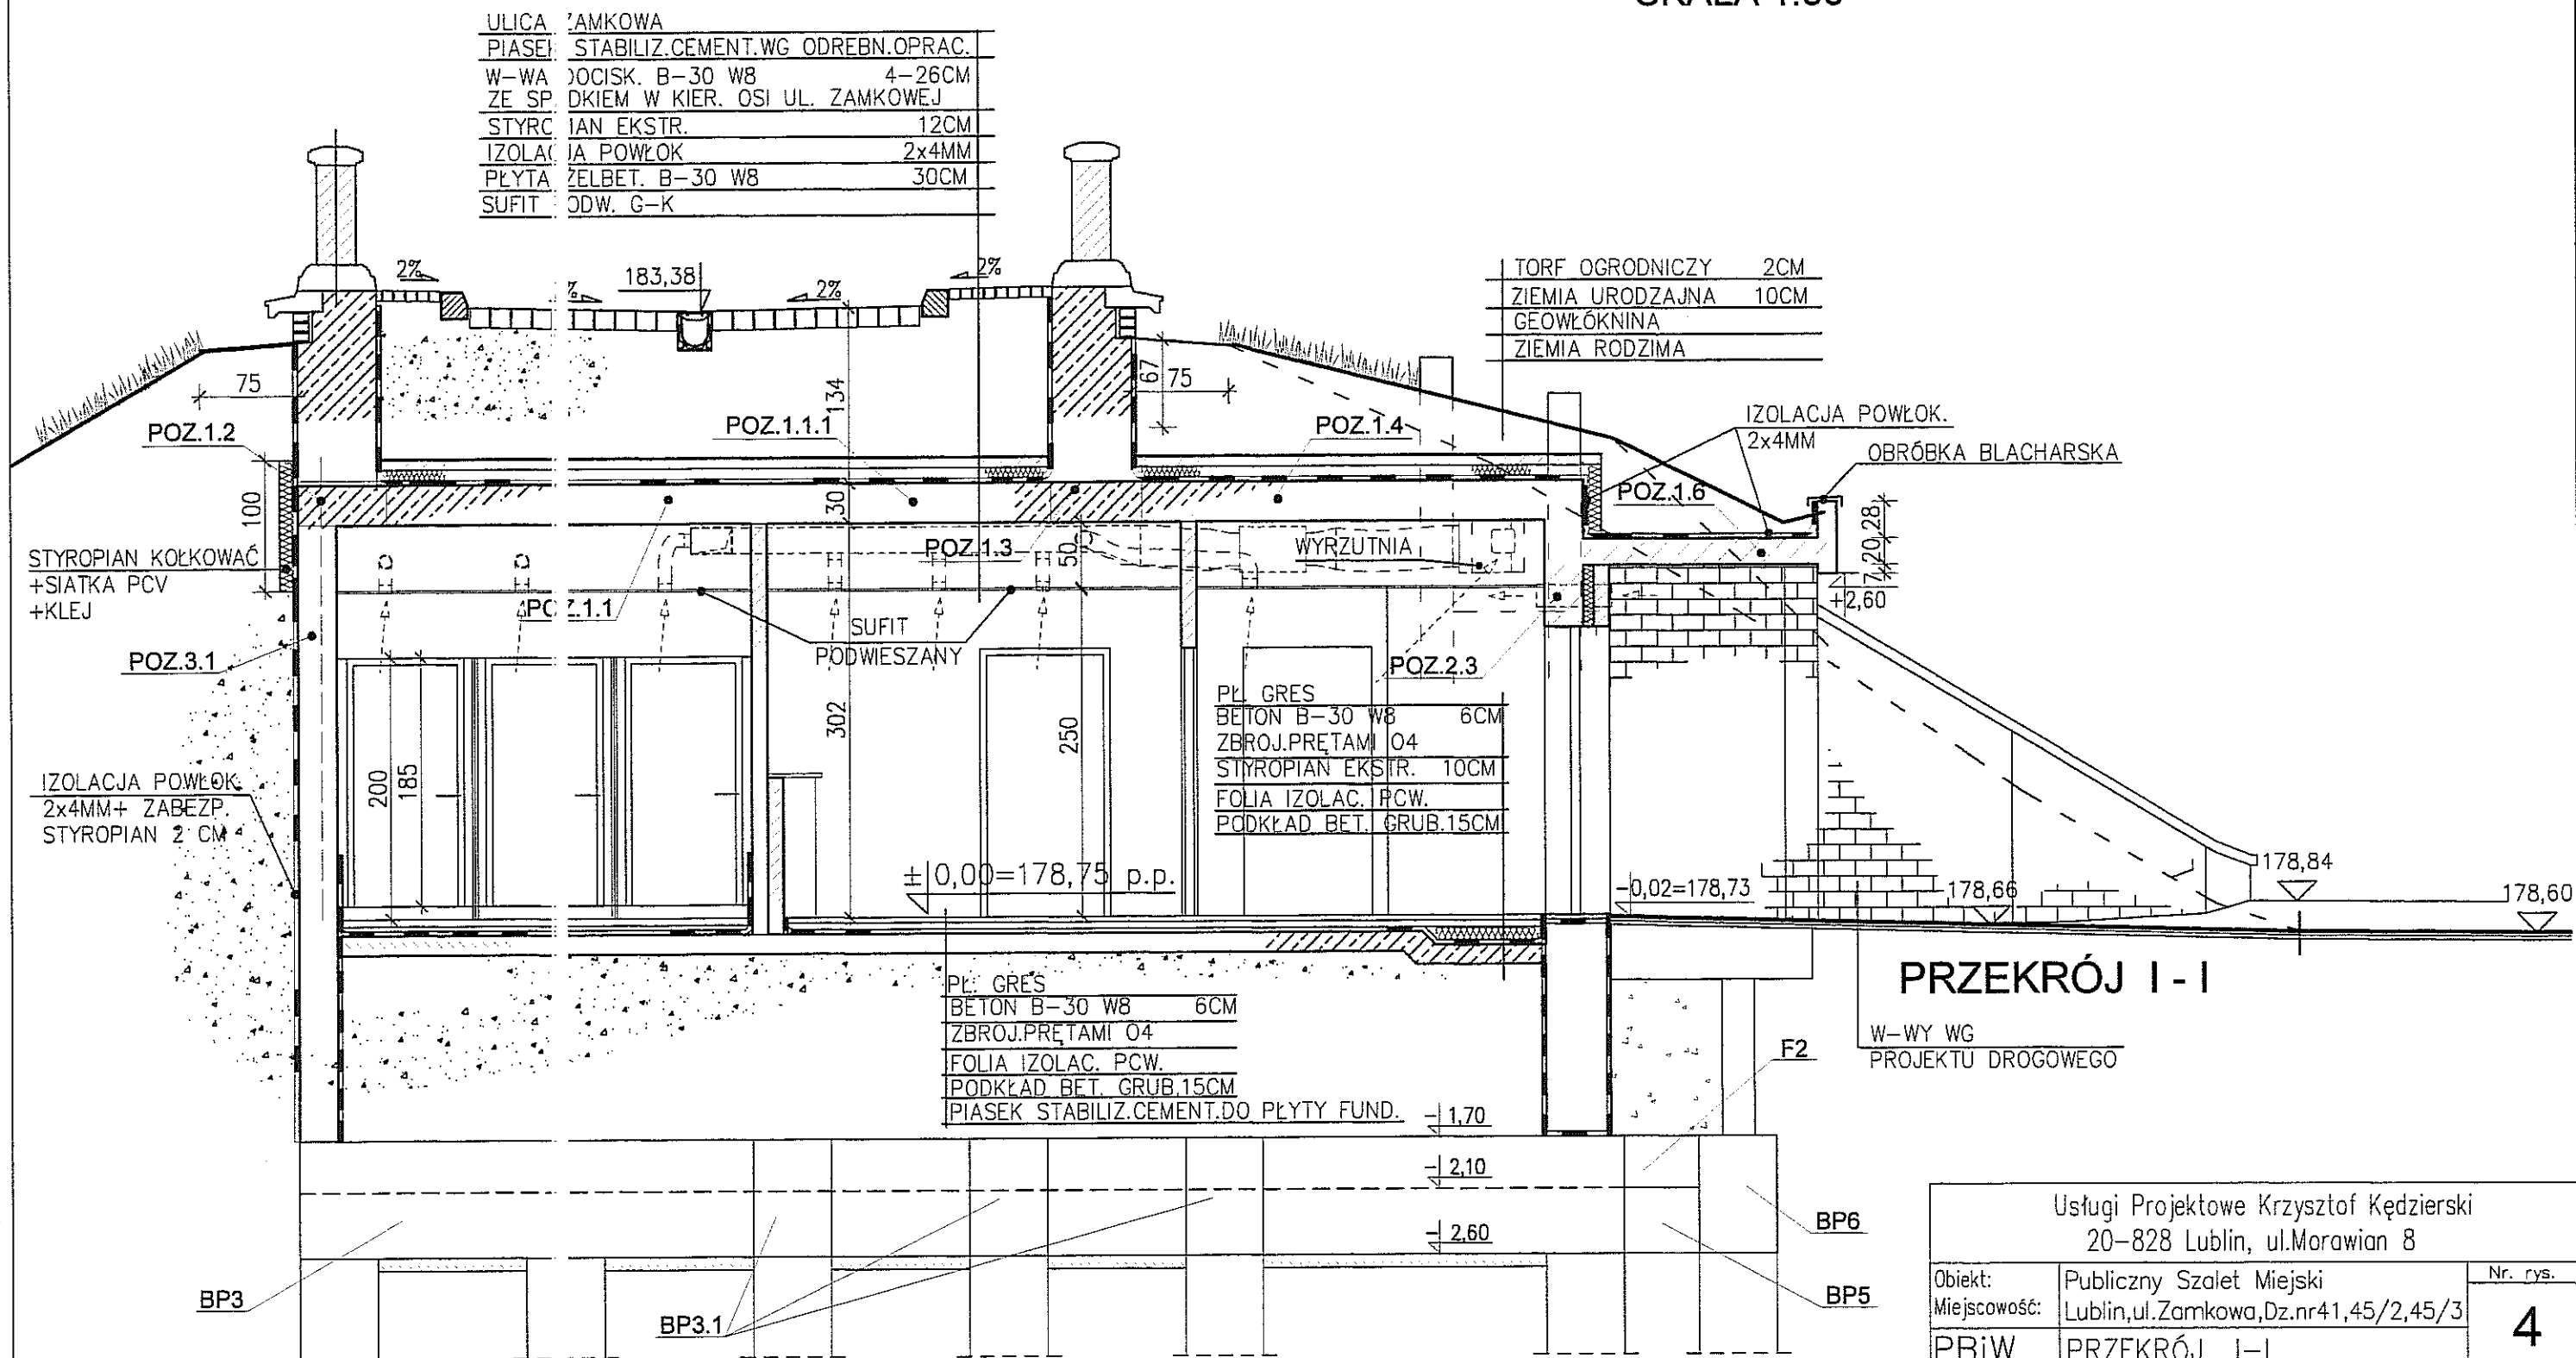 ULICA ZAMKOWA
PIASEK STABILIZ.CEMENT.WG ODREBN.OPRAC.
W-WA DOCISK. B-30 W8 4-26CM
ZE SPADKIEM W KIER. OSI UL. ZAMKOWEJ
STYROPIAN EKSTR. 12CM
IZOLACJA POWŁOK 2x4MM
PŁYTA ŻELBET. B-30 W8 30CM
SUFIT PODW. G-K
TORF OGRODNICZY 2CM
ZIEMIA URODZAJNA 10CM
GEOWŁÓKNINA
ZIEMIA RODZIMA
2%
%
183,38
2%
2%
75
134
67
75
POZ.1.2
POZ.1.1.1
POZ.1.4
IZOLACJA POWŁOK.
2x4MM
OBRÓBKA BLACHARSKA
100
30
POZ.1.6
28
20
7
+2,60
STYROPIAN KOŁKOWAĆ
+SIATKA PCV
+KLEJ
POZ.1.3
50
WYRZUTNIA
POZ.1.1
SUFIT
PODWIESZANY
POZ.3.1
POZ.2.3
PŁ. GRES
BETON B-30 W8 6CM
ZBROJ.PRĘTAMI O4
STYROPIAN EKSTR. 10CM
FOLIA IZOLAC. PCW.
PODKŁAD BET. GRUB.15CM
200
185
302
250
IZOLACJA POWŁOK
2x4MM+ ZABEZP.
STYROPIAN 2 CM
±0,00=178,75 p.p.
-0,02=178,73
178,66
178,84
178,60
PRZEKRÓJ I - I
PŁ. GRES
BETON B-30 W8 6CM
ZBROJ.PRĘTAMI O4
FOLIA IZOLAC. PCW.
PODKŁAD BET. GRUB.15CM
PIASEK STABILIZ.CEMENT.DO PŁYTY FUND.
W-WY WG
PROJEKTU DROGOWEGO
F2
-1,70
-2,10
-2,60
BP6
BP5
BP3
BP3.1
Usługi Projektowe Krzysztof Kędzierski
20-828 Lublin, ul.Morawian 8
Obiekt: Publiczny Szalet Miejski
Nr. rys.
Miejscowość: Lublin,ul.Zamkowa,Dz.nr41,45/2,45/3
4
PBiW PRZEKRÓJ I-I